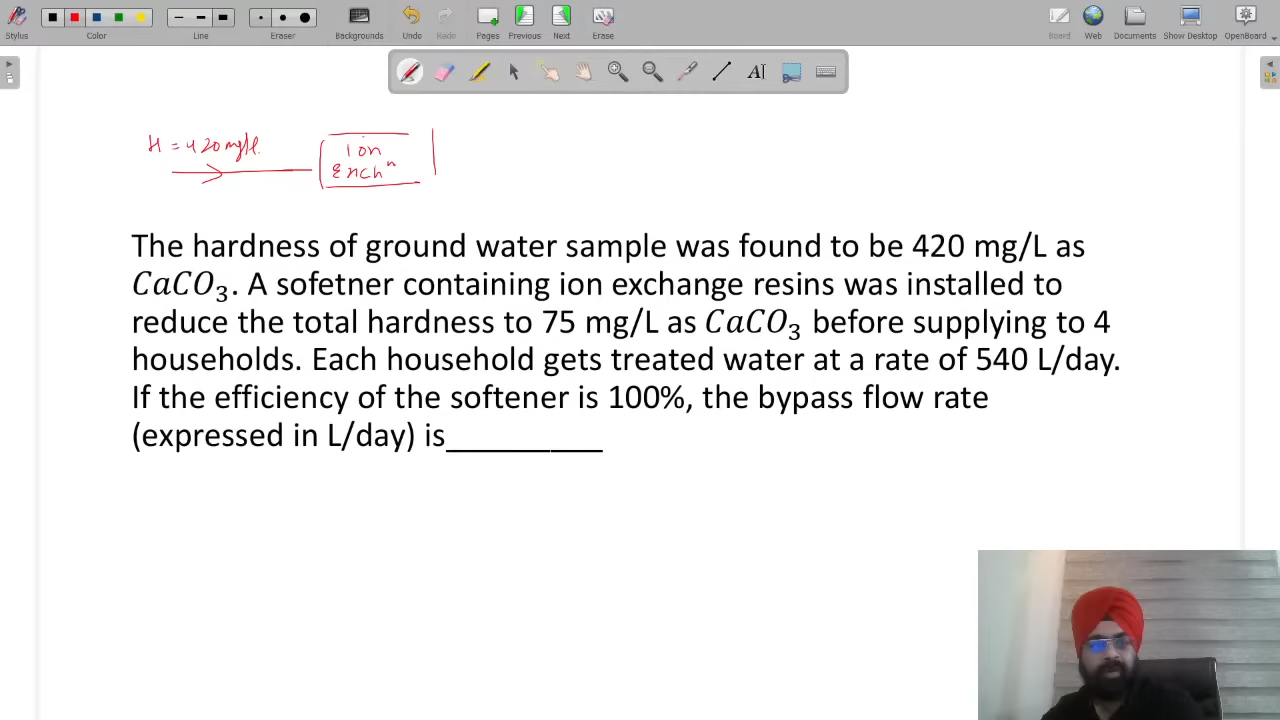 Stylus
Color
Line
Eraser
Backgrounds
Undo
Redo
Pages
Previous
Next
Erase
Board
Web
Documents
Show Desktop
OpenBoard
H = 420 mg/l.
ion
Exchⁿ
The hardness of ground water sample was found to be 420 mg/L as
CaCO₃. A sofetner containing ion exchange resins was installed to
reduce the total hardness to 75 mg/L as CaCO₃ before supplying to 4
households. Each household gets treated water at a rate of 540 L/day.
If the efficiency of the softener is 100%, the bypass flow rate
(expressed in L/day) is__________